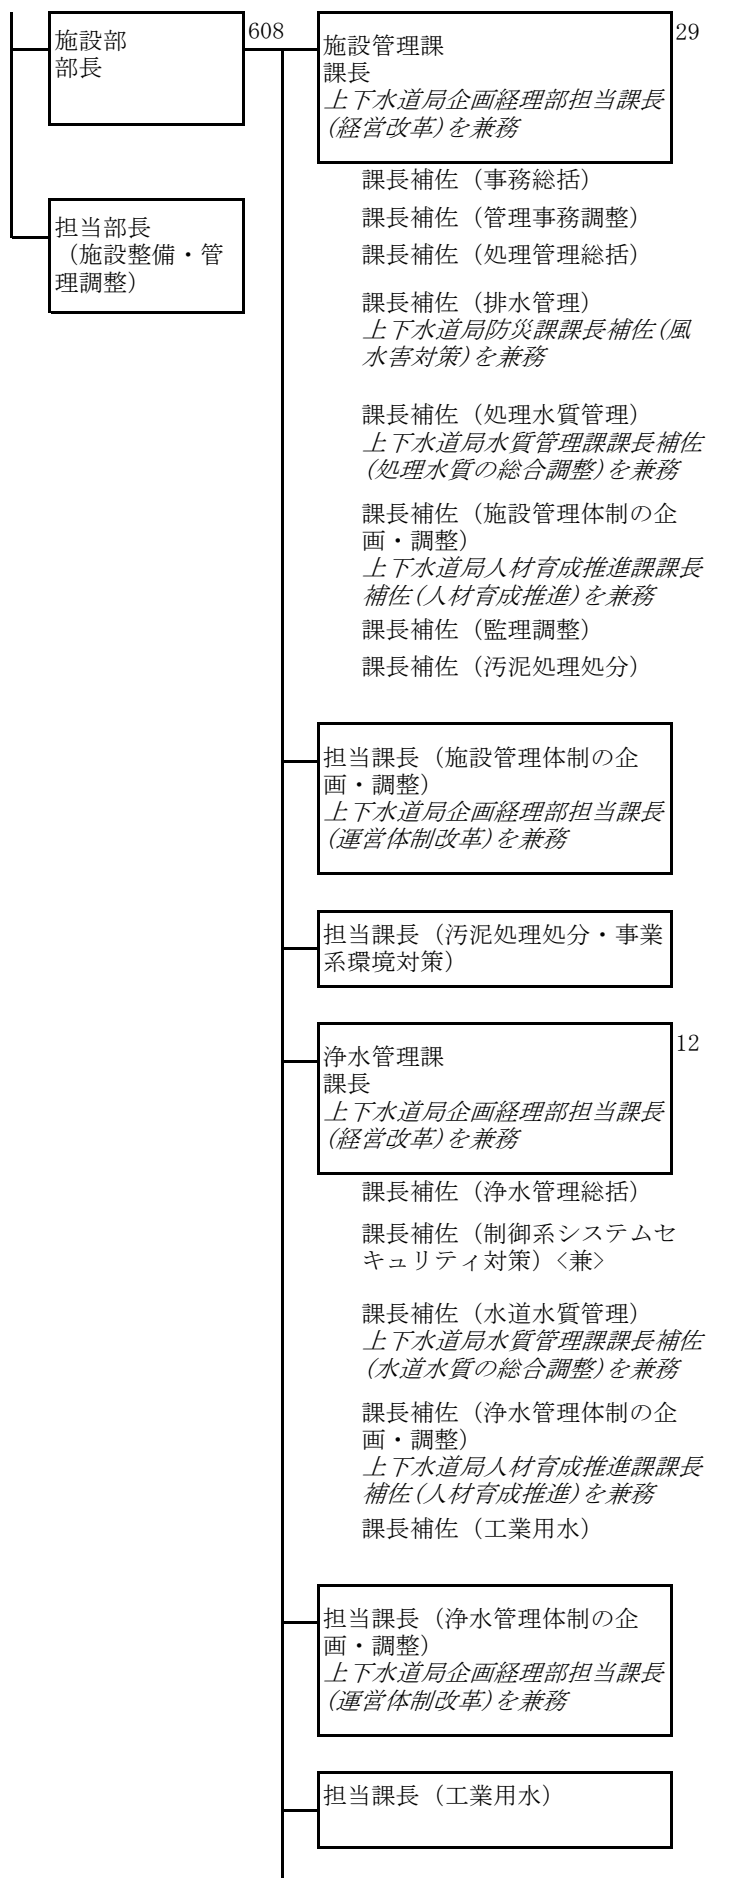 施設部
部長
608
担当部長
（施設整備・管
理調整）
施設管理課
課長
上下水道局企画経理部担当課長
(経営改革)を兼務
29
課長補佐（事務総括）
課長補佐（管理事務調整）
課長補佐（処理管理総括）
課長補佐（排水管理）
上下水道局防災課課長補佐(風
水害対策)を兼務
課長補佐（処理水質管理）
上下水道局水質管理課課長補佐
(処理水質の総合調整)を兼務
課長補佐（施設管理体制の企
画・調整）
上下水道局人材育成推進課課長
補佐(人材育成推進)を兼務
課長補佐（監理調整）
課長補佐（汚泥処理処分）
担当課長（施設管理体制の企
画・調整）
上下水道局企画経理部担当課長
(運営体制改革)を兼務
担当課長（汚泥処理処分・事業
系環境対策）
浄水管理課
課長
上下水道局企画経理部担当課長
(経営改革)を兼務
12
課長補佐（浄水管理総括）
課長補佐（制御系システムセ
キュリティ対策）<兼>
課長補佐（水道水質管理）
上下水道局水質管理課課長補佐
(水道水質の総合調整)を兼務
課長補佐（浄水管理体制の企
画・調整）
上下水道局人材育成推進課課長
補佐(人材育成推進)を兼務
課長補佐（工業用水）
担当課長（浄水管理体制の企
画・調整）
上下水道局企画経理部担当課長
(運営体制改革)を兼務
担当課長（工業用水）